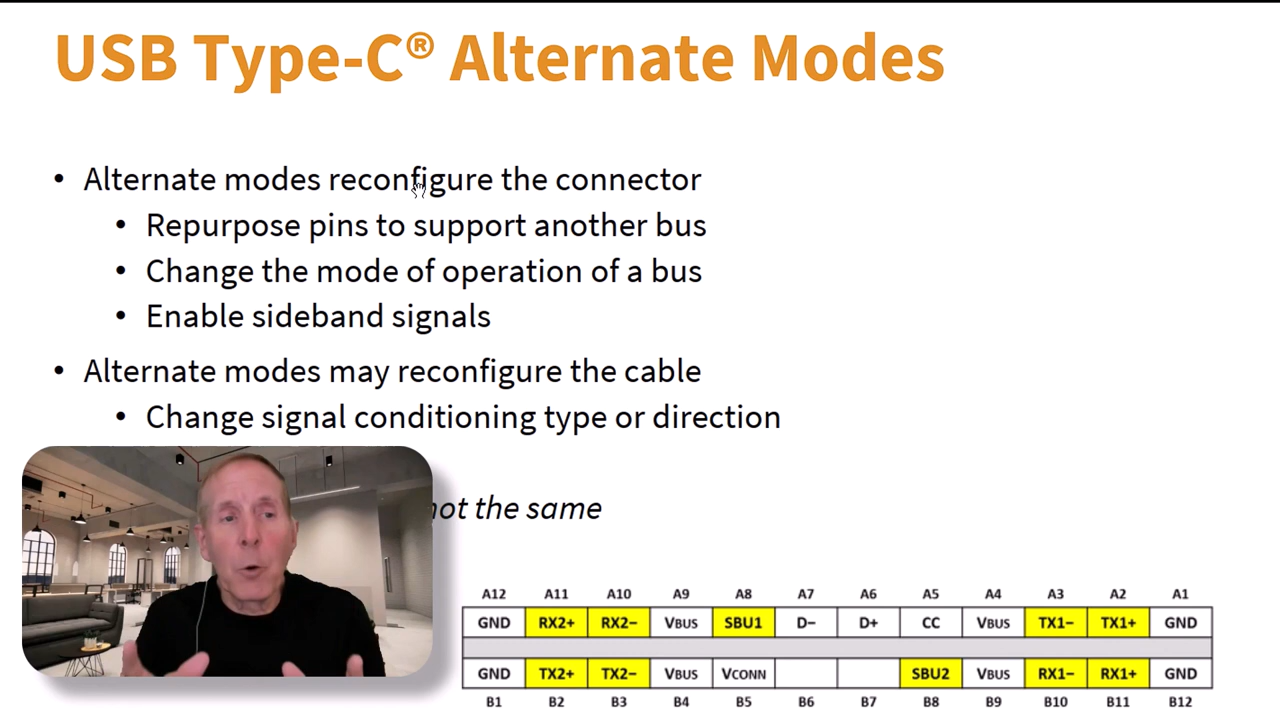 USB Type-C® Alternate Modes
• Alternate modes reconfigure the connector
• Repurpose pins to support another bus
• Change the mode of operation of a bus
• Enable sideband signals
• Alternate modes may reconfigure the cable
• Change signal conditioning type or direction
not the same
A12 A11 A10 A9 A8 A7 A6 A5 A4 A3 A2 A1
GND RX2+ RX2− VBUS SBU1 D− D+ CC VBUS TX1− TX1+ GND
GND TX2+ TX2− VBUS VCONN SBU2 VBUS RX1− RX1+ GND
B1 B2 B3 B4 B5 B6 B7 B8 B9 B10 B11 B12